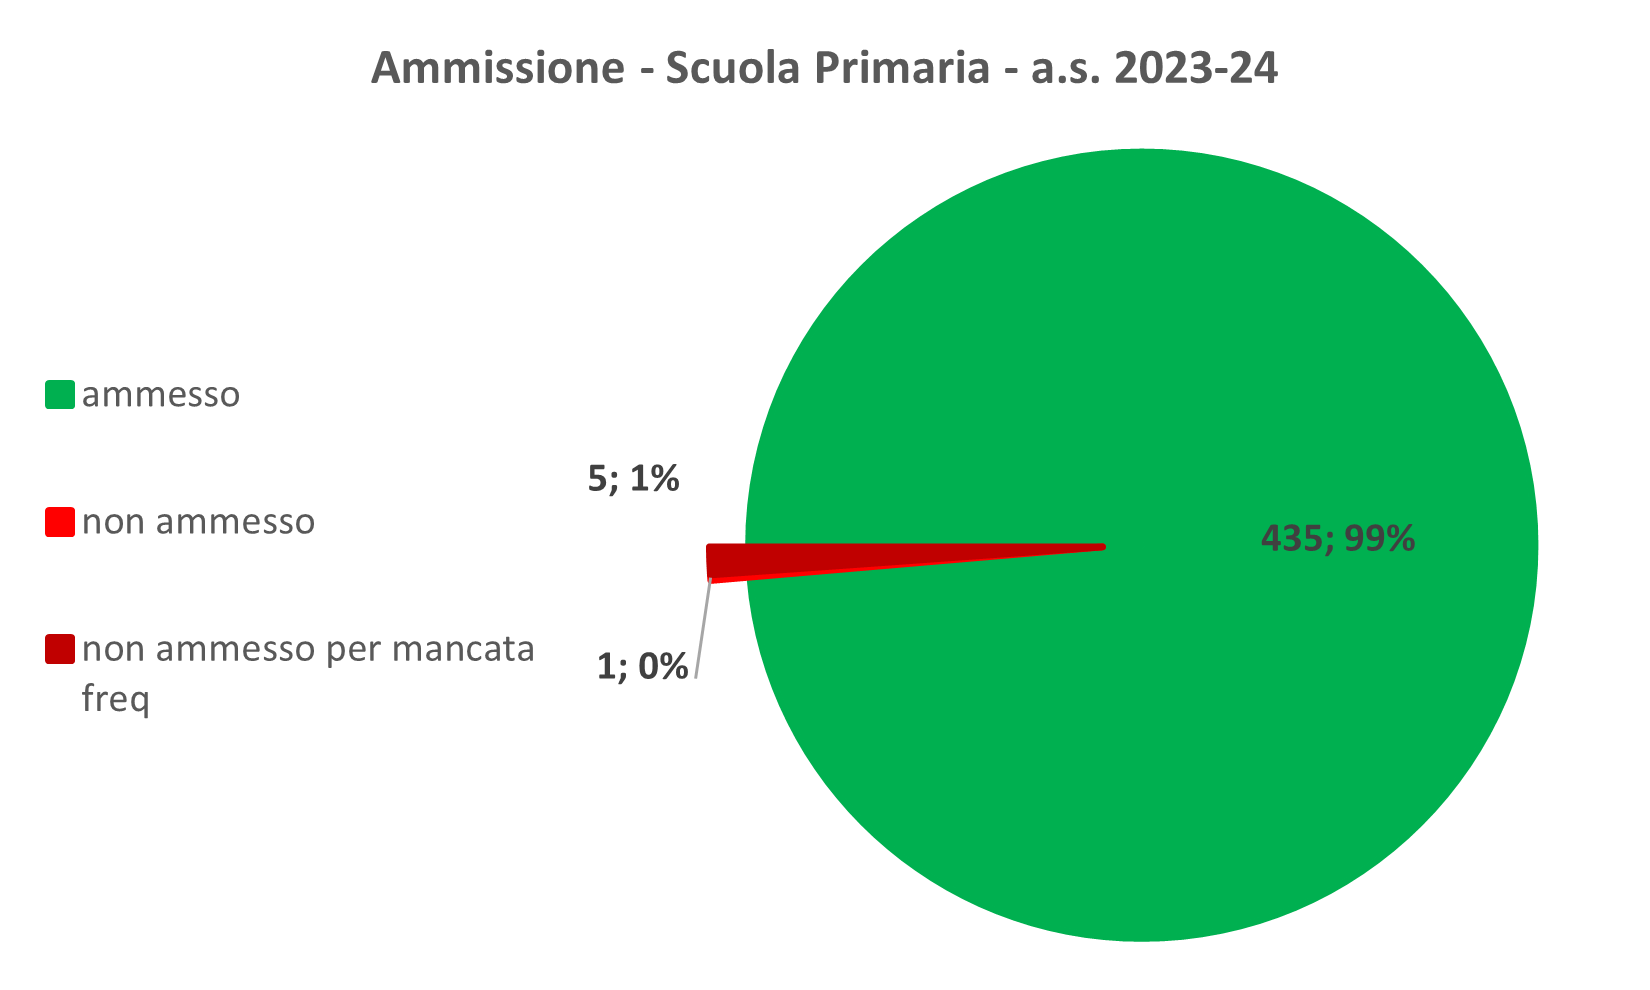 Ammissione - Scuola Primaria - a.s. 2023-24
ammesso
non ammesso
non ammesso per mancata
freq
5; 1%
1; 0%
435; 99%